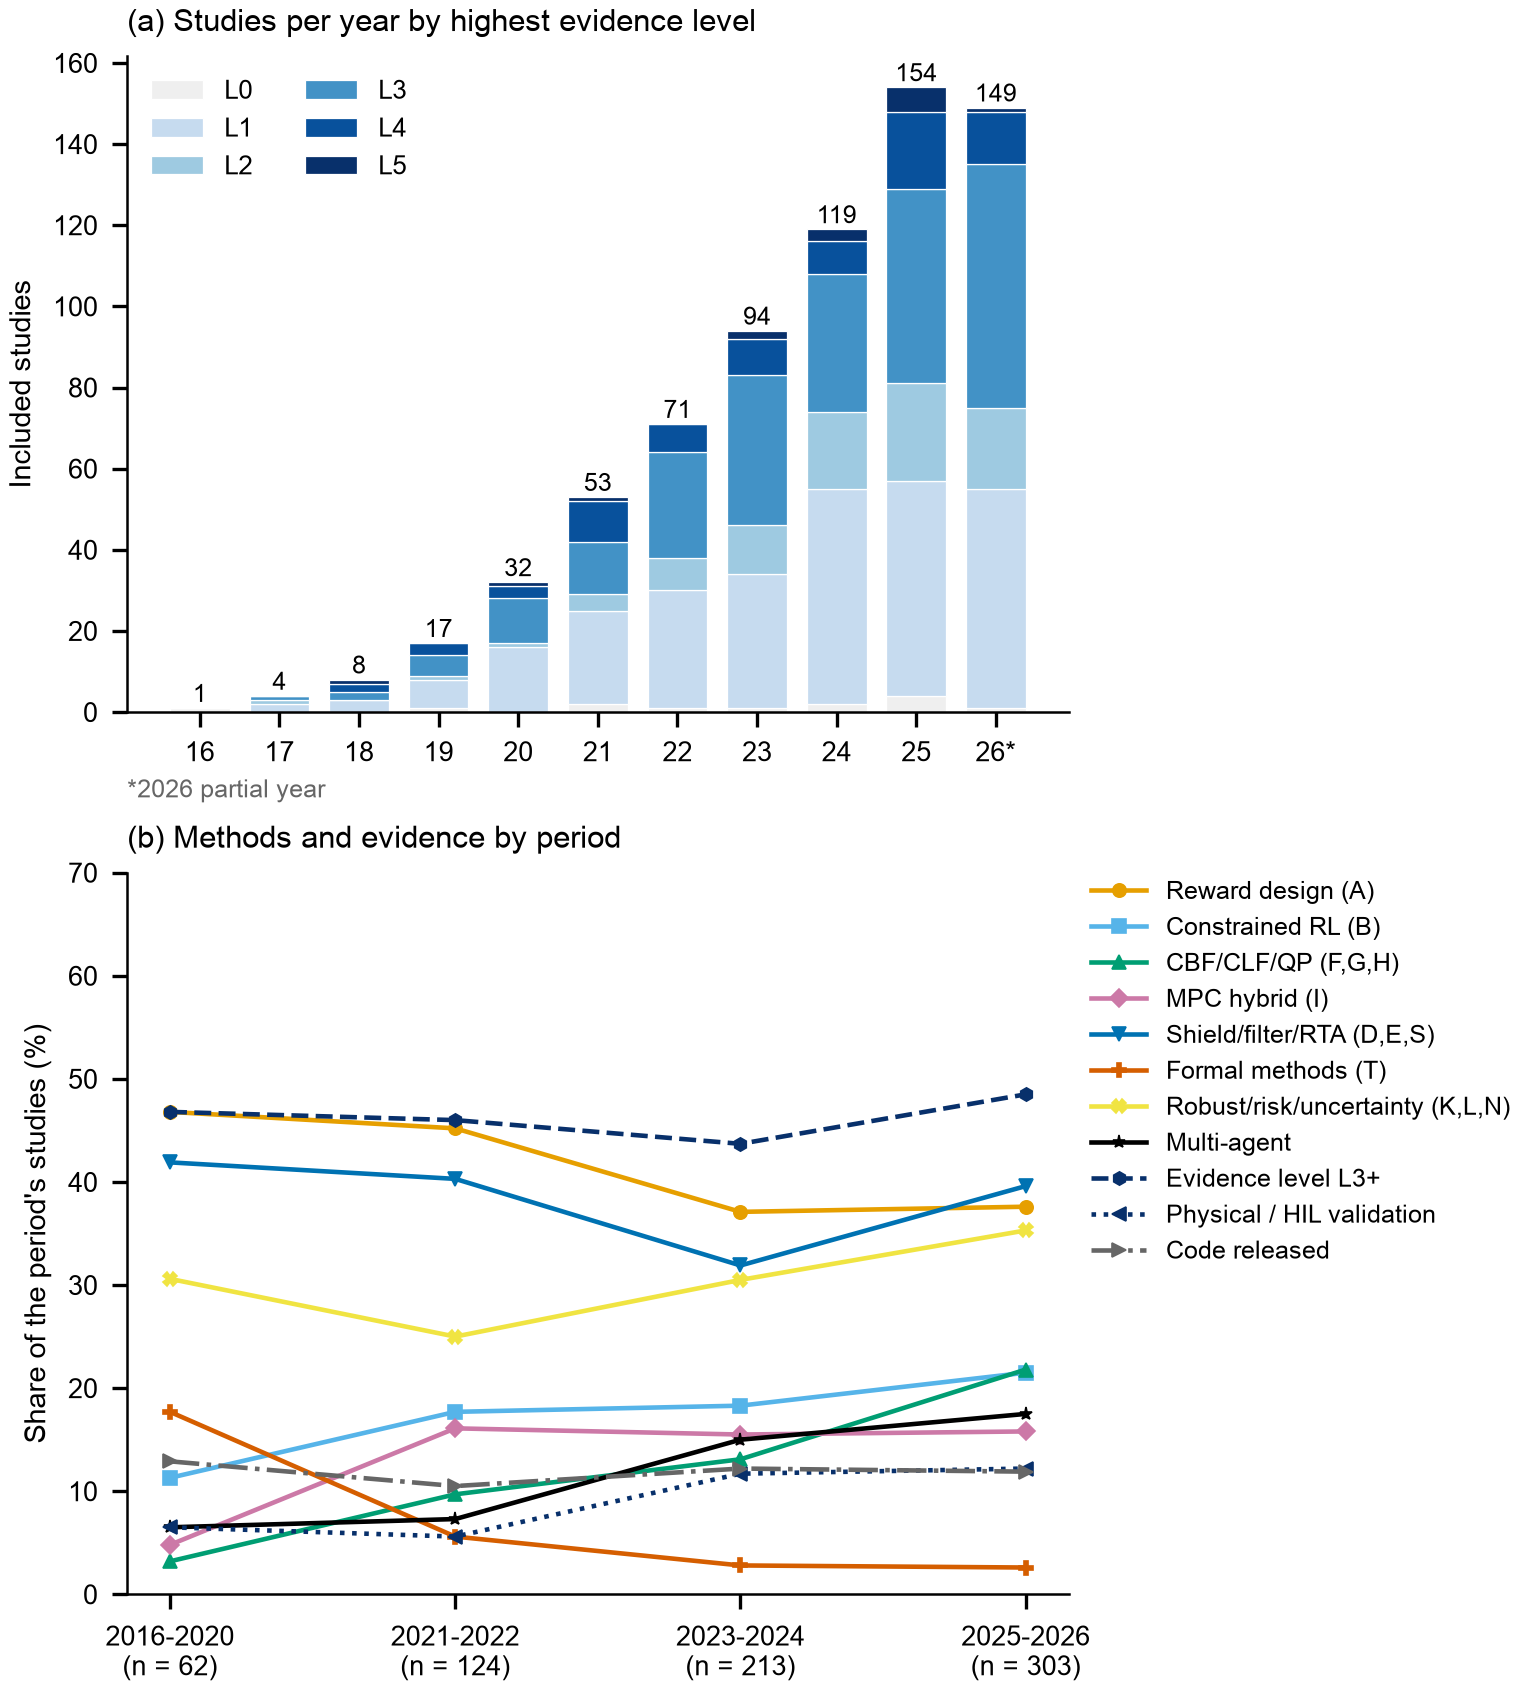 (a) Studies per year by highest evidence level
Included studies
160
140
120
100
80
60
40
20
0
L0
L1
L2
L3
L4
L5
1
4
8
17
32
53
71
94
119
154
149
16
17
18
19
20
21
22
23
24
25
26*
*2026 partial year
(b) Methods and evidence by period
Share of the period's studies (%)
70
60
50
40
30
20
10
0
2016-2020
(n = 62)
2021-2022
(n = 124)
2023-2024
(n = 213)
2025-2026
(n = 303)
Reward design (A)
Constrained RL (B)
CBF/CLF/QP (F,G,H)
MPC hybrid (I)
Shield/filter/RTA (D,E,S)
Formal methods (T)
Robust/risk/uncertainty (K,L,N)
Multi-agent
Evidence level L3+
Physical / HIL validation
Code released